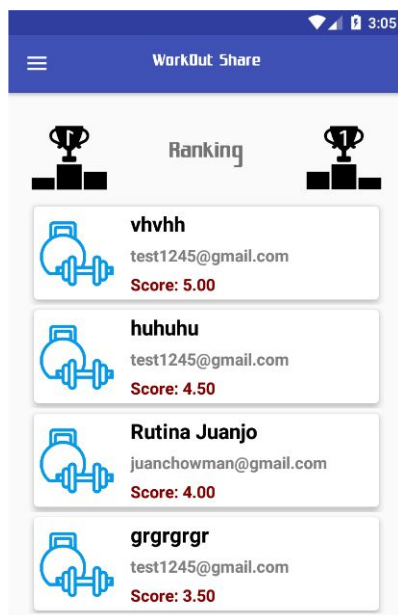 3:05
WorkOut Share
Ranking
1
1
vhvhh
test1245@gmail.com
Score: 5.00
huhuhu
test1245@gmail.com
Score: 4.50
Rutina Juanjo
juanchowman@gmail.com
Score: 4.00
grgrgrgr
test1245@gmail.com
Score: 3.50